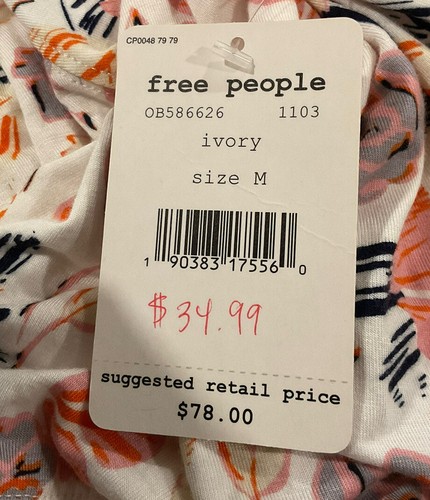 CP0048 79 79
free people
OB586626 1103
ivory
size M
1 90383 17556 0
$34.99
suggested retail price
$78.00